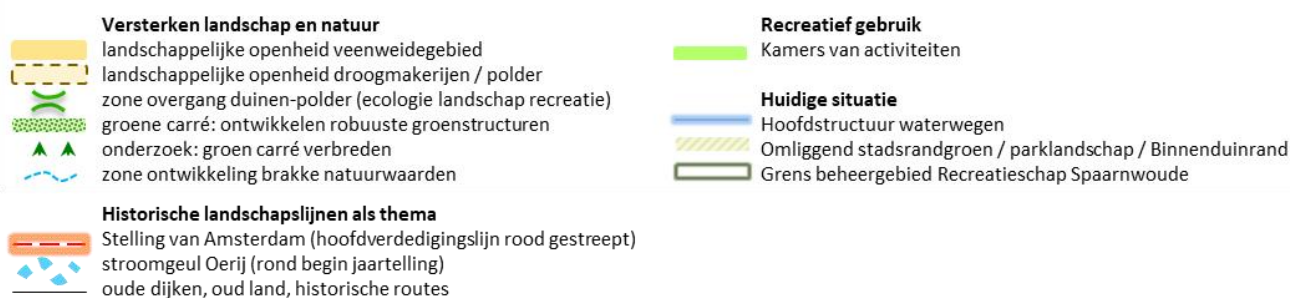 Versterken landschap en natuur
landschappelijke openheid veenweidegebied
landschappelijke openheid droogmakerijen / polder
zone overgang duinen-polder (ecologie landschap recreatie)
groene carré: ontwikkelen robuuste groenstructuren
onderzoek: groen carré verbreden
zone ontwikkeling brakke natuurwaarden
Historische landschapslijnen als thema
Stelling van Amsterdam (hoofdverdedigingslijn rood gestreept)
stroomgeul Oerij (rond begin jaartelling)
oude dijken, oud land, historische routes
Recreatief gebruik
Kamers van activiteiten
Huidige situatie
Hoofdstructuur waterwegen
Omliggend stadsrandgroen / parklandschap / Binnenduinrand
Grens beheergebied Recreatieschap Spaarnwoude